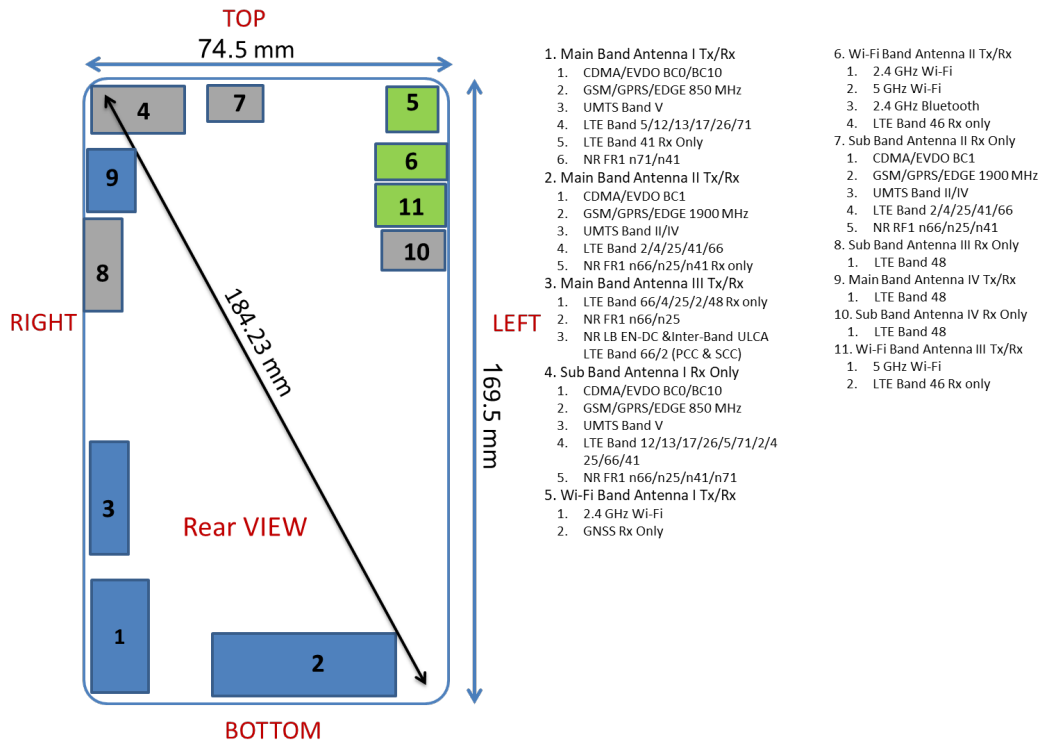 TOP
74.5 mm
4
7
5
9
6
11
10
8
RIGHT
LEFT
184.23 mm
169.5 mm
3
Rear VIEW
1
2
BOTTOM
1. Main Band Antenna I Tx/Rx
1. CDMA/EVDO BC0/BC10
2. GSM/GPRS/EDGE 850 MHz
3. UMTS Band V
4. LTE Band 5/12/13/17/26/71
5. LTE Band 41 Rx Only
6. NR FR1 n71/n41
2. Main Band Antenna II Tx/Rx
1. CDMA/EVDO BC1
2. GSM/GPRS/EDGE 1900 MHz
3. UMTS Band II/IV
4. LTE Band 2/4/25/41/66
5. NR FR1 n66/n25/n41 Rx only
3. Main Band Antenna III Tx/Rx
1. LTE Band 66/4/25/2/48 Rx only
2. NR FR1 n66/n25
3. NR LB EN-DC &Inter-Band ULCA
LTE Band 66/2 (PCC & SCC)
4. Sub Band Antenna I Rx Only
1. CDMA/EVDO BC0/BC10
2. GSM/GPRS/EDGE 850 MHz
3. UMTS Band V
4. LTE Band 12/13/17/26/5/71/2/4
25/66/41
5. NR FR1 n66/n25/n41/n71
5. Wi-Fi Band Antenna I Tx/Rx
1. 2.4 GHz Wi-Fi
2. GNSS Rx Only
6. Wi-Fi Band Antenna II Tx/Rx
1. 2.4 GHz Wi-Fi
2. 5 GHz Wi-Fi
3. 2.4 GHz Bluetooth
4. LTE Band 46 Rx only
7. Sub Band Antenna II Rx Only
1. CDMA/EVDO BC1
2. GSM/GPRS/EDGE 1900 MHz
3. UMTS Band II/IV
4. LTE Band 2/4/25/41/66
5. NR RF1 n66/n25/n41
8. Sub Band Antenna III Rx Only
1. LTE Band 48
9. Main Band Antenna IV Tx/Rx
1. LTE Band 48
10. Sub Band Antenna IV Rx Only
1. LTE Band 48
11. Wi-Fi Band Antenna III Tx/Rx
1. 5 GHz Wi-Fi
2. LTE Band 46 Rx only